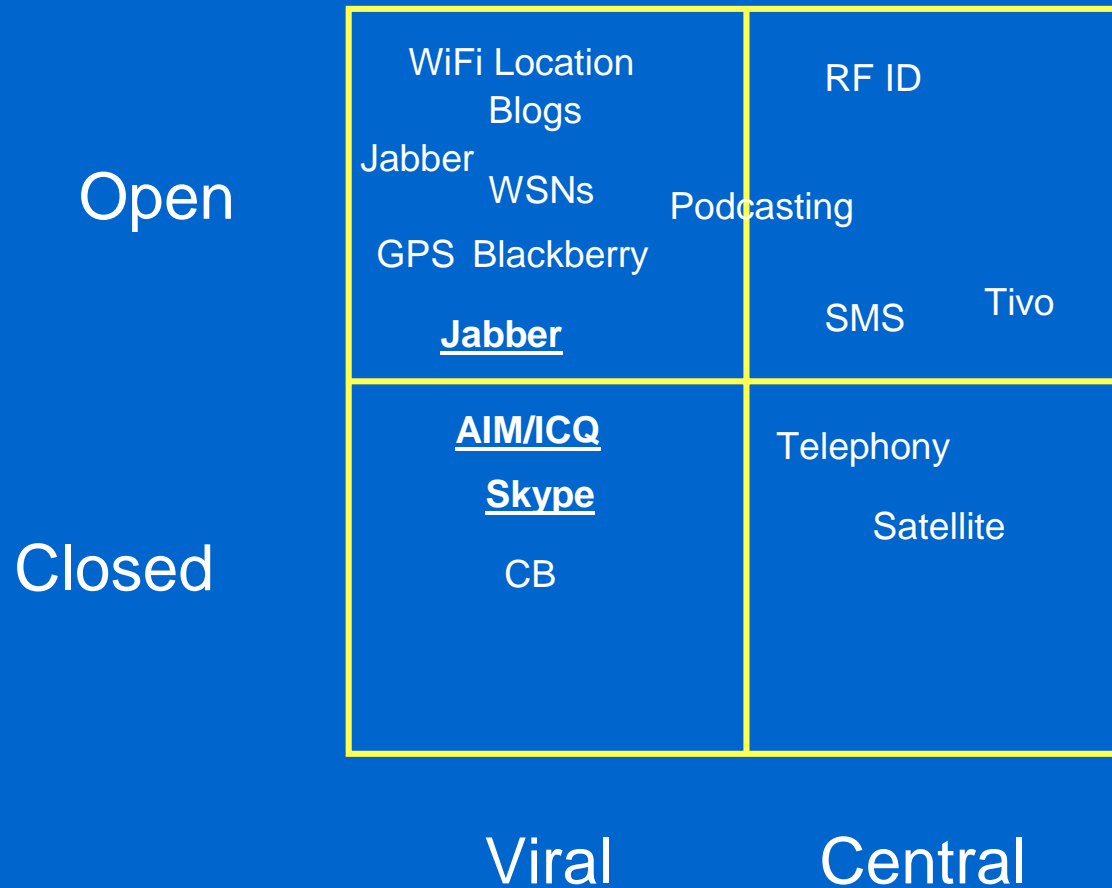 WiFi Location
Blogs
RF ID
Jabber
WSNs
Open
Podcasting
GPS Blackberry
Tivo
SMS
Jabber
AIM/ICQ
Telephony
Skype
Satellite
Closed
CB
Viral
Central